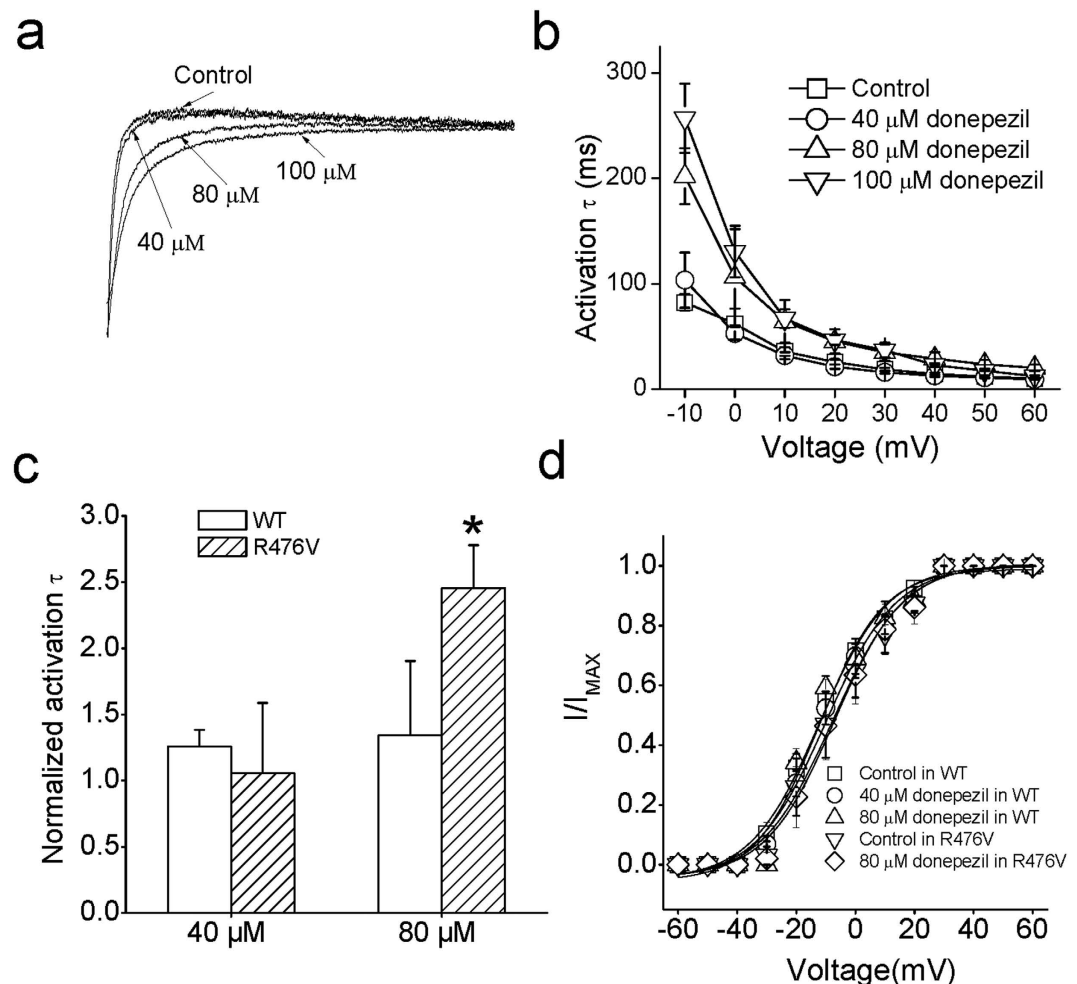 a
Control
40 μM
80 μM
100 μM
b
300
200
100
0
Activation τ (ms)
Control
40 μM donepezil
80 μM donepezil
100 μM donepezil
-10 0 10 20 30 40 50 60
Voltage (mV)
c
3.0
2.5
2.0
1.5
1.0
0.5
0.0
Normalized activation τ
WT
R476V
*
40 μM 80 μM
d
1.0
0.8
0.6
0.4
0.2
0.0
I/I_MAX
Control in WT
40 μM donepezil in WT
80 μM donepezil in WT
Control in R476V
80 μM donepezil in R476V
-60 -40 -20 0 20 40 60
Voltage(mV)